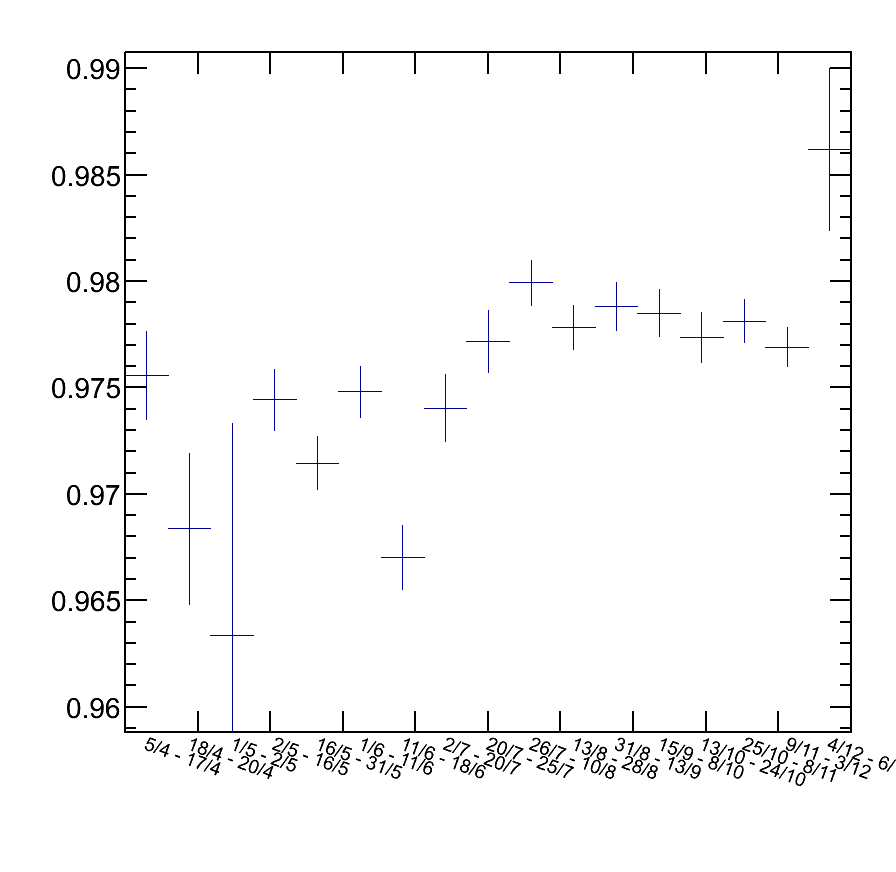 0.99
0.985
0.98
0.975
0.97
0.965
0.96
5/4 - 17/4
18/4 - 20/4
1/5 - 2/5
2/5 - 16/5
16/5 - 31/5
1/6 - 11/6
11/6 - 18/6
2/7 - 20/7
20/7 - 25/7
26/7 - 10/8
13/8 - 28/8
31/8 - 13/9
15/9 - 8/10
13/10 - 24/10
25/10 - 8/11
9/11 - 3/12
4/12 - 6/